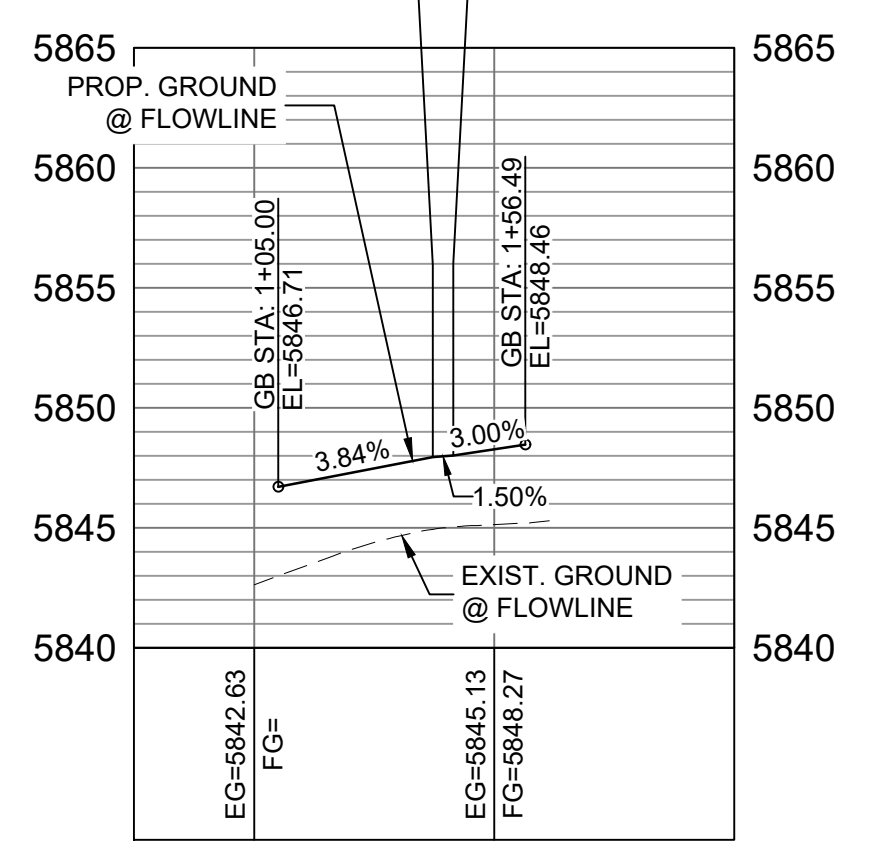 5865
5865
PROP. GROUND
@ FLOWLINE
5860
5860
GB STA: 1+05.00
EL=5846.71
GB STA: 1+56.49
EL=5848.46
5855
5855
5850
5850
3.84%
3.00%
1.50%
5845
5845
EXIST. GROUND
@ FLOWLINE
5840
5840
EG=5842.63
FG=
EG=5845.13
FG=5848.27